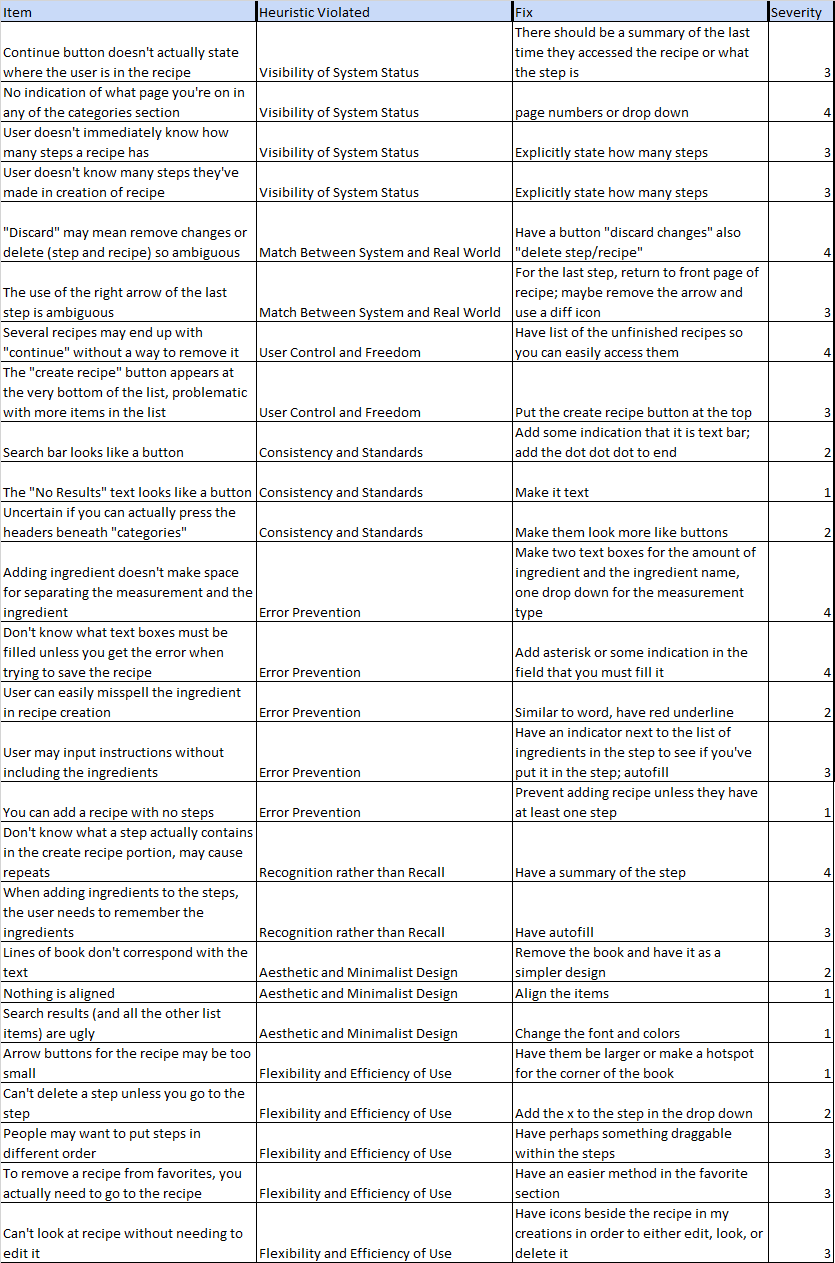 Item Heuristic Violated Fix Severity
Continue button doesn't actually state
where the user is in the recipe
Visibility of System Status
There should be a summary of the last
time they accessed the recipe or what
the step is
3
No indication of what page you're on in
any of the categories section
Visibility of System Status
page numbers or drop down
4
User doesn't immediately know how
many steps a recipe has
Visibility of System Status
Explicitly state how many steps
3
User doesn't know many steps they've
made in creation of recipe
Visibility of System Status
Explicitly state how many steps
3
"Discard" may mean remove changes or
delete (step and recipe) so ambiguous
Match Between System and Real World
Have a button "discard changes" also
"delete step/recipe"
4
The use of the right arrow of the last
step is ambiguous
Match Between System and Real World
For the last step, return to front page of
recipe; maybe remove the arrow and
use a diff icon
3
Several recipes may end up with
"continue" without a way to remove it
User Control and Freedom
Have list of the unfinished recipes so
you can easily access them
4
The "create recipe" button appears at
the very bottom of the list, problematic
with more items in the list
User Control and Freedom
Put the create recipe button at the top
3
Search bar looks like a button
Consistency and Standards
Add some indication that it is text bar;
add the dot dot dot to end
2
The "No Results" text looks like a button
Consistency and Standards
Make it text
1
Uncertain if you can actually press the
headers beneath "categories"
Consistency and Standards
Make them look more like buttons
2
Adding ingredient doesn't make space
for separating the measurement and the
ingredient
Error Prevention
Make two text boxes for the amount of
ingredient and the ingredient name,
one drop down for the measurement
type
4
Don't know what text boxes must be
filled unless you get the error when
trying to save the recipe
Error Prevention
Add asterisk or some indication in the
field that you must fill it
4
User can easily misspell the ingredient
in recipe creation
Error Prevention
Similar to word, have red underline
2
User may input instructions without
including the ingredients
Error Prevention
Have an indicator next to the list of
ingredients in the step to see if you've
put it in the step; autofill
3
You can add a recipe with no steps
Error Prevention
Prevent adding recipe unless they have
at least one step
1
Don't know what a step actually contains
in the create recipe portion, may cause
repeats
Recognition rather than Recall
Have a summary of the step
4
When adding ingredients to the steps,
the user needs to remember the
ingredients
Recognition rather than Recall
Have autofill
3
Lines of book don't correspond with the
text
Aesthetic and Minimalist Design
Remove the book and have it as a
simpler design
2
Nothing is aligned
Aesthetic and Minimalist Design
Align the items
1
Search results (and all the other list
items) are ugly
Aesthetic and Minimalist Design
Change the font and colors
1
Arrow buttons for the recipe may be too
small
Flexibility and Efficiency of Use
Have them be larger or make a hotspot
for the corner of the book
1
Can't delete a step unless you go to the
step
Flexibility and Efficiency of Use
Add the x to the step in the drop down
2
People may want to put steps in
different order
Flexibility and Efficiency of Use
Have perhaps something draggable
within the steps
3
To remove a recipe from favorites, you
actually need to go to the recipe
Flexibility and Efficiency of Use
Have an easier method in the favorite
section
3
Can't look at recipe without needing to
edit it
Flexibility and Efficiency of Use
Have icons beside the recipe in my
creations in order to either edit, look, or
delete it
3